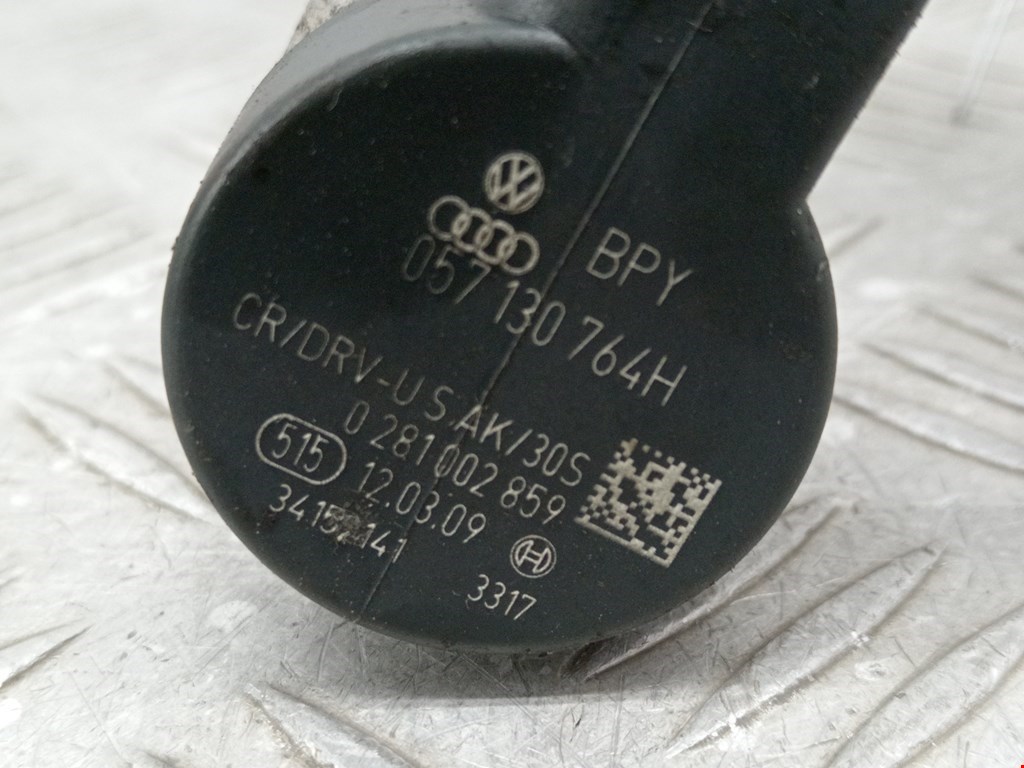 BPY
057 130 764H
CR/DRV-U S AK/30S
0 281 002 859
515 12.03.09
3317